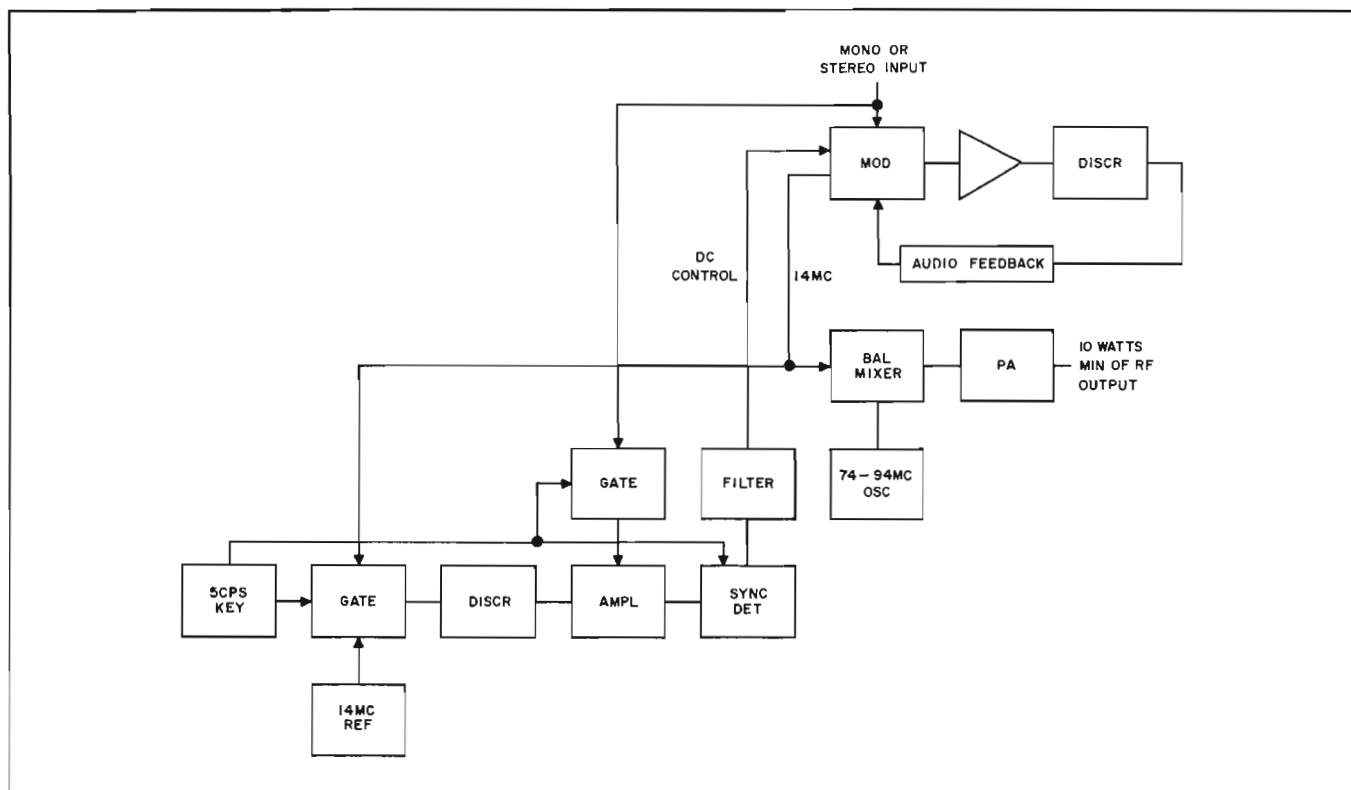 MONO OR
STEREO INPUT
MOD
DISCR
DC
CONTROL
14MC
AUDIO FEEDBACK
BAL
MIXER
PA
10 WATTS
MIN OF RF
OUTPUT
GATE
FILTER
74-94MC
OSC
5CPS
KEY
GATE
DISCR
AMPL
SYNC
DET
14MC
REF